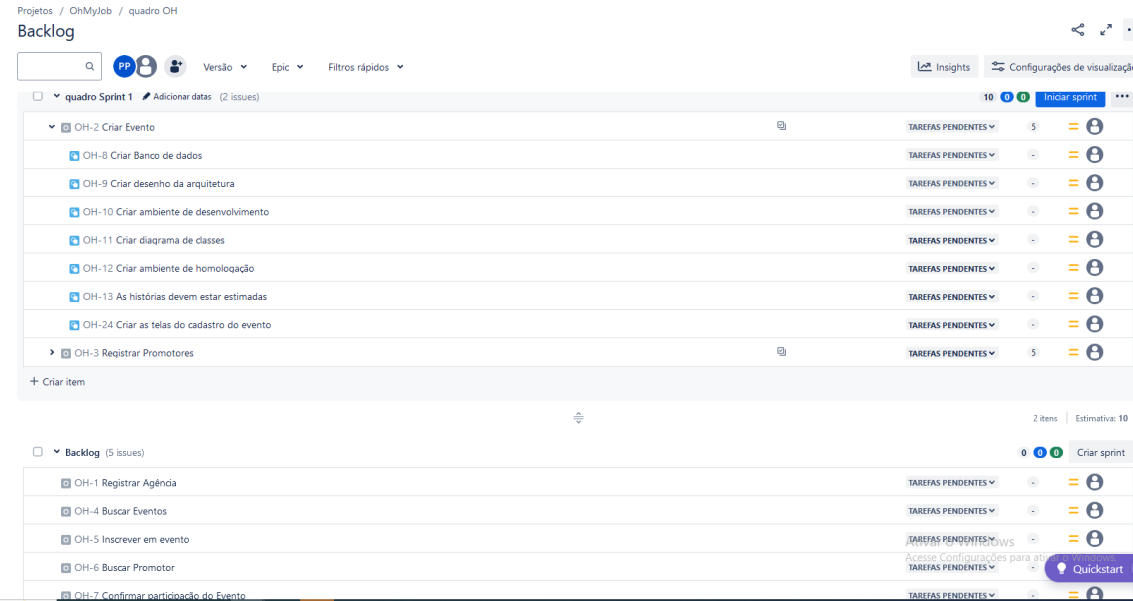 Projetos / OhMyJob / quadro OH
Backlog
PP Versão Epic Filtros rápidos Insights Configurações de visualizaçã
quadro Sprint 1 Adicionar datas (2 issues) 10 0 0 Iniciar sprint
OH-2 Criar Evento TAREFAS PENDENTES 5
OH-8 Criar Banco de dados TAREFAS PENDENTES -
OH-9 Criar desenho da arquitetura TAREFAS PENDENTES -
OH-10 Criar ambiente de desenvolvimento TAREFAS PENDENTES -
OH-11 Criar diagrama de classes TAREFAS PENDENTES -
OH-12 Criar ambiente de homologação TAREFAS PENDENTES -
OH-13 As histórias devem estar estimadas TAREFAS PENDENTES -
OH-24 Criar as telas do cadastro do evento TAREFAS PENDENTES -
OH-3 Registrar Promotores TAREFAS PENDENTES 5
+ Criar item
2 itens Estimativa: 10
Backlog (5 issues) 0 0 0 Criar sprint
OH-1 Registrar Agência TAREFAS PENDENTES -
OH-4 Buscar Eventos TAREFAS PENDENTES -
OH-5 Inscrever em evento TAREFAS PENDENTES -
Ativar o Windows
Acesse Configurações para ativar o Windows.
OH-6 Buscar Promotor TAREFAS PENDENTES -
Quickstart
OH-7 Confirmar participação do Evento TAREFAS PENDENTES -